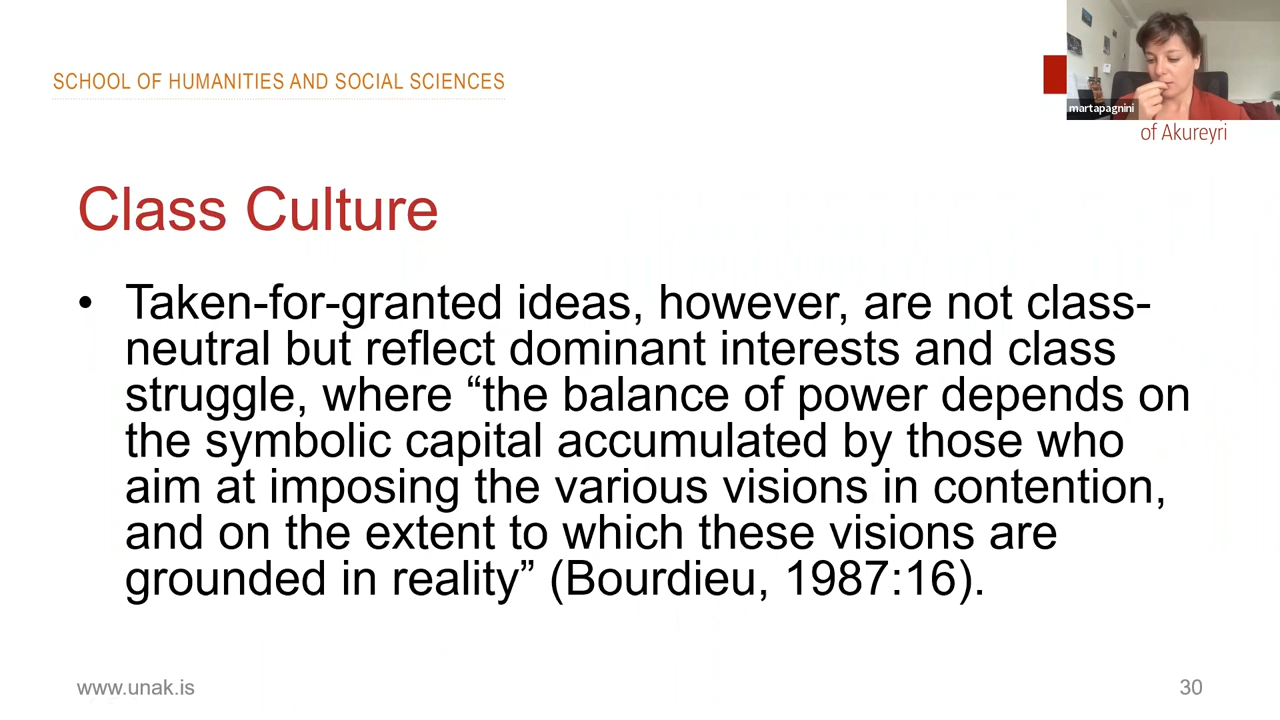 SCHOOL OF HUMANITIES AND SOCIAL SCIENCES
martapagnini
of Akureyri
Class Culture
• Taken-for-granted ideas, however, are not class-
neutral but reflect dominant interests and class
struggle, where “the balance of power depends on
the symbolic capital accumulated by those who
aim at imposing the various visions in contention,
and on the extent to which these visions are
grounded in reality” (Bourdieu, 1987:16).
www.unak.is
30